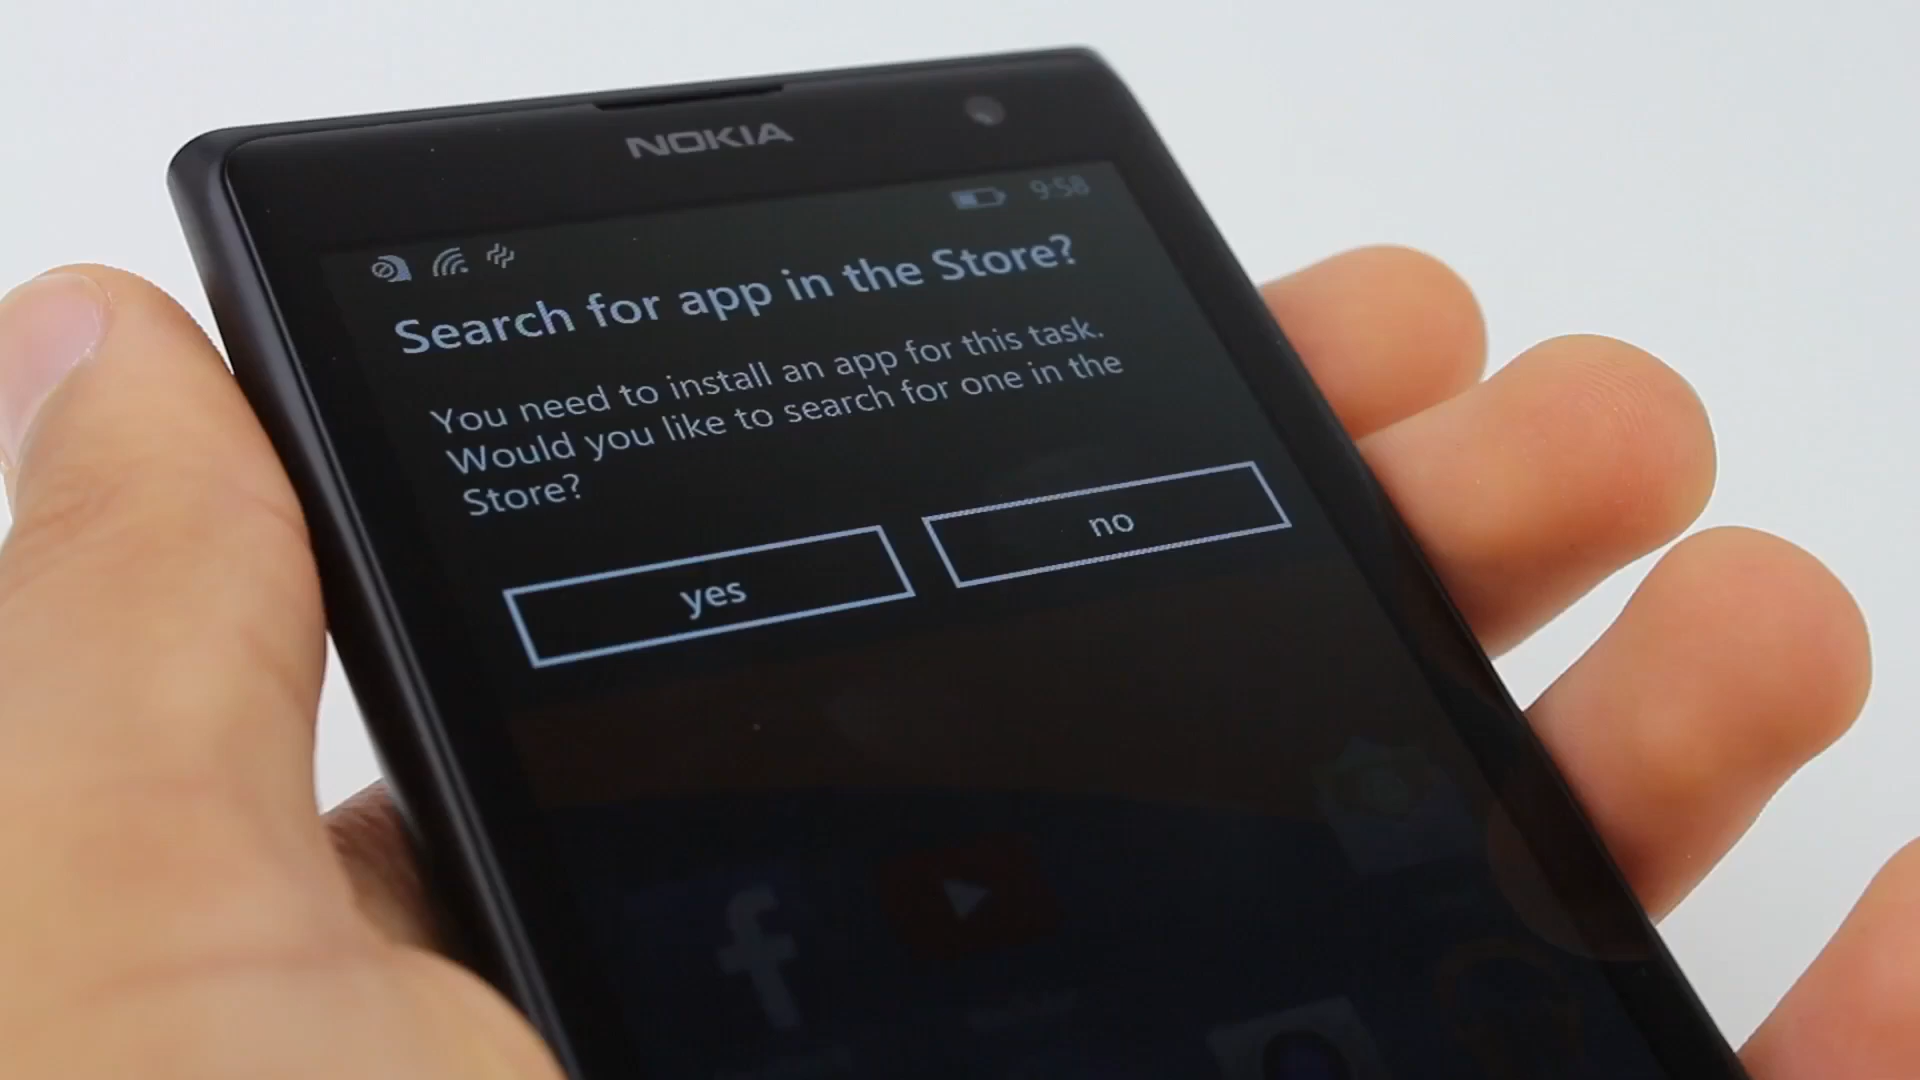 NOKIA
9:58
Search for app in the Store?
You need to install an app for this task.
Would you like to search for one in the
Store?
yes
no